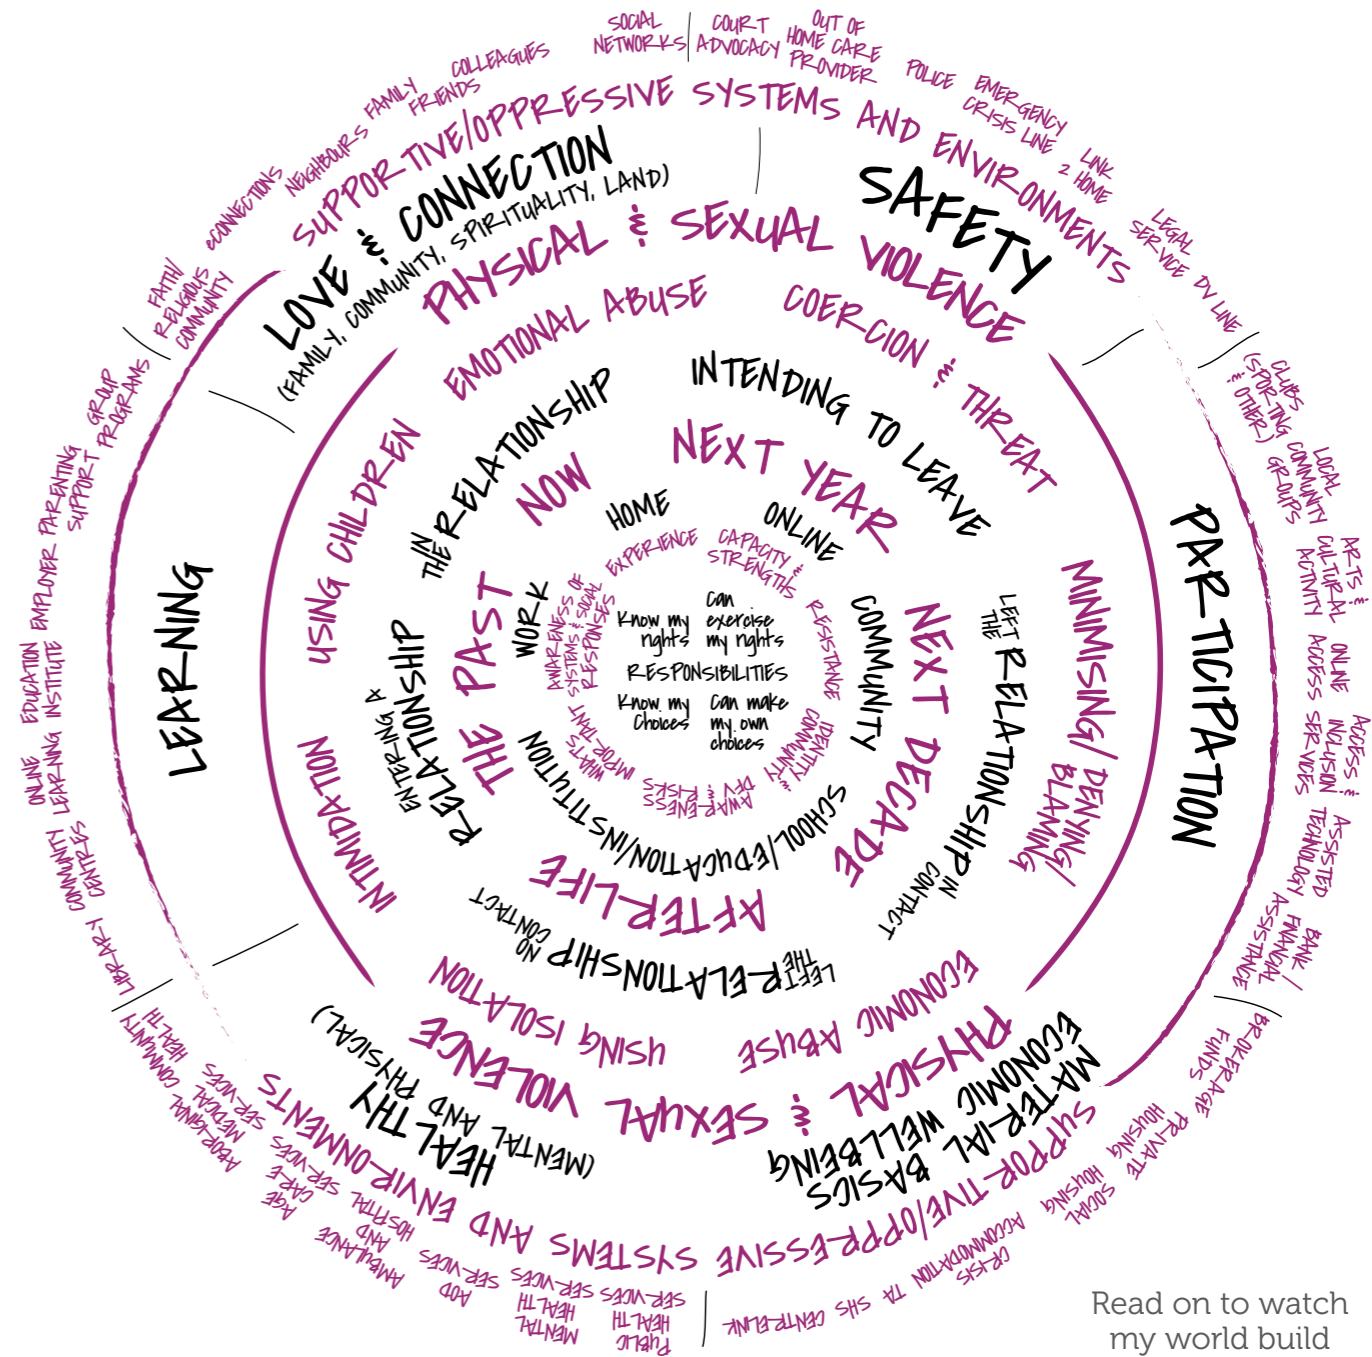 SOCIAL
NETWORKS
COURT
ADVOCACY
OUT OF
HOME CARE
PROVIDER
POLICE
EMERGENCY
CRISIS LINE
LINK
2 HOME
LEGAL
SERVICE
DV LINE
CLUBS
(SPORTING
& OTHER)
LOCAL
COMMUNITY
GROUPS
ARTS &
CULTURAL
ACTIVITY
ONLINE
ACCESS
ACCESS &
INCLUSION
SERVICES
ASSISTED
TECHNOLOGY
BANK /
FINANCIAL
ASSISTANCE
BROKERAGE
FUNDS
PRIVATE
HOUSING
SOCIAL
HOUSING
CRISIS
ACCOMMODATION
TA
SHS
CENTRELINK
PUBLIC
HEALTH
SERVICES
MENTAL
HEALTH
SERVICES
AOD
SERVICES
AMBULANCE
AND
HOSPITAL
AGE
CARE
SERVICES
ABORIGINAL
MEDICAL
SERVICES
COMMUNITY
HEALTH
LIBRARY
COMMUNITY
CENTRES
ONLINE
LEARNING
EDUCATION
INSTITUTE
EMPLOYER
PARENTING
SUPPORT
GROUP
PROGRAMS
FAITH/
RELIGIOUS
COMMUNITY
eCONNECTIONS
NEIGHBOURS
FAMILY
FRIENDS
COLLEAGUES
SUPPORTIVE/OPPRESSIVE SYSTEMS AND ENVIRONMENTS
SUPPORTIVE/OPPRESSIVE SYSTEMS AND ENVIRONMENTS
LOVE & CONNECTION
(FAMILY, COMMUNITY, SPIRITUALITY, LAND)
SAFETY
PARTICIPATION
MATERIAL BASICS
ECONOMIC WELLBEING
HEALTHY
(MENTAL AND PHYSICAL)
LEARNING
PHYSICAL & SEXUAL VIOLENCE
PHYSICAL & SEXUAL VIOLENCE
EMOTIONAL ABUSE
COERCION & THREAT
MINIMISING/ DENYING/
BLAMING/
ECONOMIC ABUSE
USING ISOLATION
INTIMIDATION
USING CHILDREN
IN
THE RELATIONSHIP
INTENDING TO LEAVE
LEFT
THE RELATIONSHIP IN
CONTACT
LEFT
THE RELATIONSHIP NO
CONTACT
ENTERING A
RELATIONSHIP
NOW
NEXT YEAR
NEXT DECADE
AFTERLIFE
THE PAST
HOME
ONLINE
COMMUNITY
SCHOOL/EDUCATION/INSTITUTION
WORK
EXPERIENCE
CAPACITY &
STRENGTHS
RESISTANCE
IDENTITY &
COMMUNITY
AWARENESS
DFV & RISKS
WHATS
IMPORTANT
AWARENESS OF
SYSTEMS & SOCIAL
RESPONSES
Know my
rights
Can
exercise
my rights
RESPONSIBILITIES
Know my
Choices
Can make
my own
choices
Read on to watch
my world build